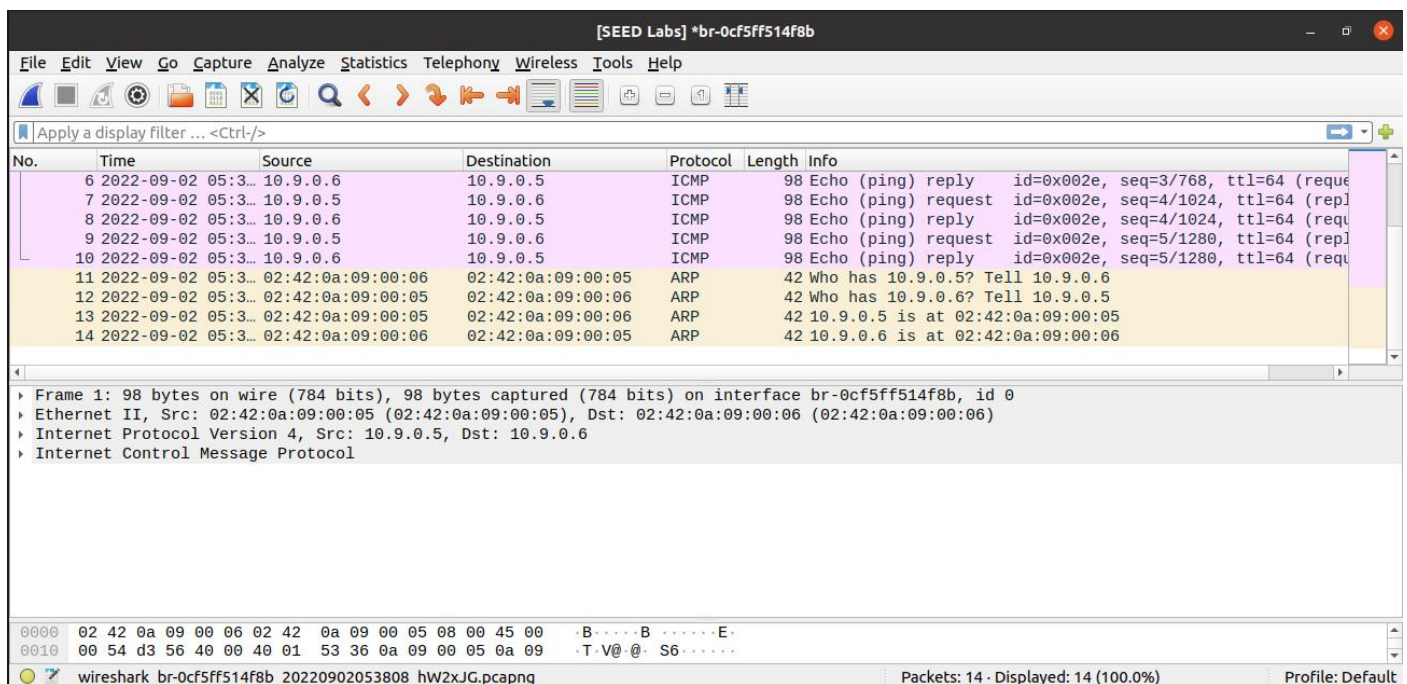 [SEED Labs] *br-0cf5ff514f8b
File Edit View Go Capture Analyze Statistics Telephony Wireless Tools Help
Apply a display filter … <Ctrl-/>
No. Time Source Destination Protocol Length Info
6 2022-09-02 05:3… 10.9.0.6 10.9.0.5 ICMP 98 Echo (ping) reply id=0x002e, seq=3/768, ttl=64 (reque
7 2022-09-02 05:3… 10.9.0.5 10.9.0.6 ICMP 98 Echo (ping) request id=0x002e, seq=4/1024, ttl=64 (repl
8 2022-09-02 05:3… 10.9.0.6 10.9.0.5 ICMP 98 Echo (ping) reply id=0x002e, seq=4/1024, ttl=64 (requ
9 2022-09-02 05:3… 10.9.0.5 10.9.0.6 ICMP 98 Echo (ping) request id=0x002e, seq=5/1280, ttl=64 (repl
10 2022-09-02 05:3… 10.9.0.6 10.9.0.5 ICMP 98 Echo (ping) reply id=0x002e, seq=5/1280, ttl=64 (requ
11 2022-09-02 05:3… 02:42:0a:09:00:06 02:42:0a:09:00:05 ARP 42 Who has 10.9.0.5? Tell 10.9.0.6
12 2022-09-02 05:3… 02:42:0a:09:00:05 02:42:0a:09:00:06 ARP 42 Who has 10.9.0.6? Tell 10.9.0.5
13 2022-09-02 05:3… 02:42:0a:09:00:05 02:42:0a:09:00:06 ARP 42 10.9.0.5 is at 02:42:0a:09:00:05
14 2022-09-02 05:3… 02:42:0a:09:00:06 02:42:0a:09:00:05 ARP 42 10.9.0.6 is at 02:42:0a:09:00:06
Frame 1: 98 bytes on wire (784 bits), 98 bytes captured (784 bits) on interface br-0cf5ff514f8b, id 0
Ethernet II, Src: 02:42:0a:09:00:05 (02:42:0a:09:00:05), Dst: 02:42:0a:09:00:06 (02:42:0a:09:00:06)
Internet Protocol Version 4, Src: 10.9.0.5, Dst: 10.9.0.6
Internet Control Message Protocol
0000 02 42 0a 09 00 06 02 42 0a 09 00 05 08 00 45 00 ·B·····B ······E·
0010 00 54 d3 56 40 00 40 01 53 36 0a 09 00 05 0a 09 ·T·V@·@· S6······
wireshark_br-0cf5ff514f8b_20220902053808_hW2xJG.pcapng Packets: 14 · Displayed: 14 (100.0%) Profile: Default